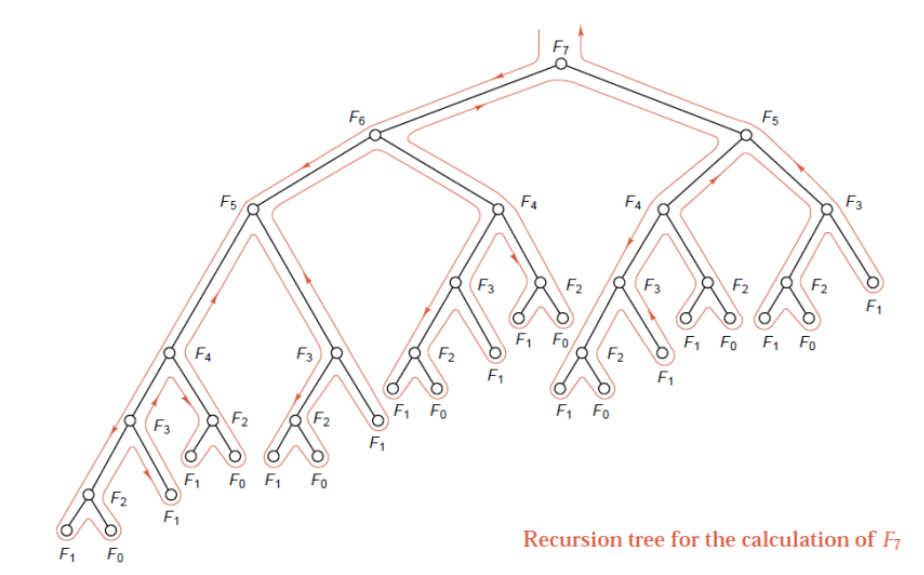 F7
F6 F5
F5 F4 F4 F3
F3 F2 F3 F2 F2 F1
F1 F0 F1 F0 F1 F0
F4 F3 F2 F1 F2 F1
F3 F2 F2 F1 F0 F1 F0
F1
F1 F0 F1 F0
F2 F1
F1 F0
Recursion tree for the calculation of F7